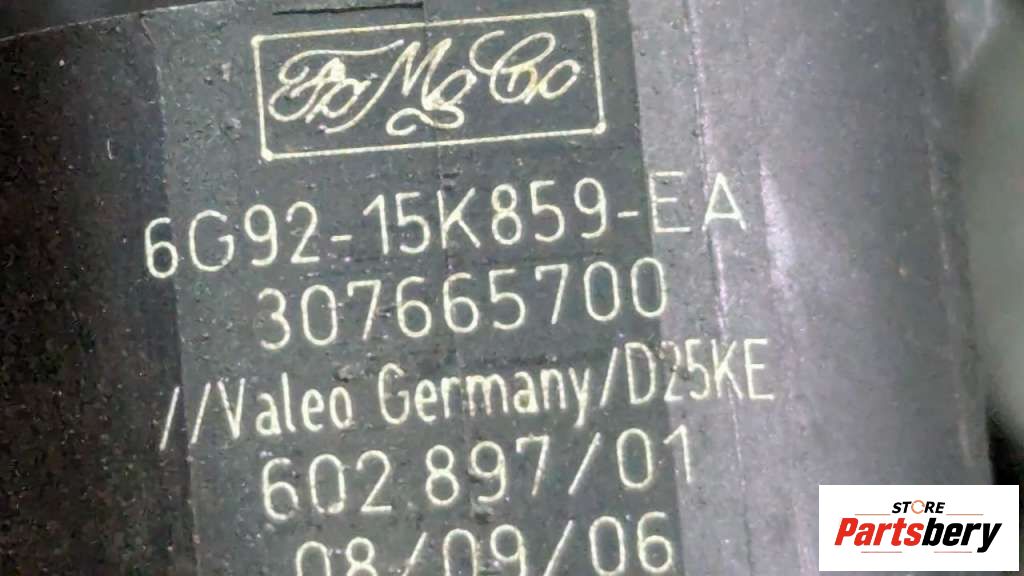 FoMoCo
6G92-15K859-EA
307665700
//Valeo Germany/D25KE
602 897/01
08/09/06
STORE
Partsbery